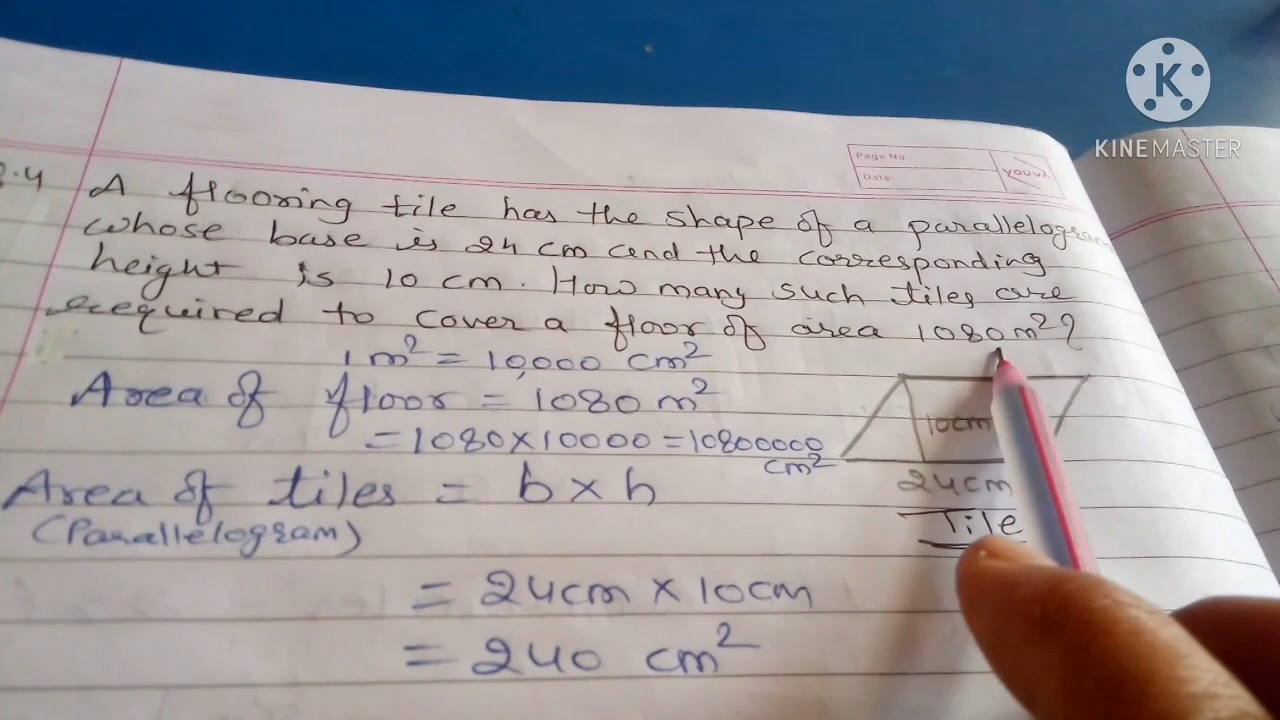 K
KINEMASTER
Page No
Date:
youva
.4 A flooring tile has the shape of a parallelogram
whose base is 24 cm and the corresponding
height is 10 cm. How many such tiles are
required to cover a floor of area 1080 m²?
1 m² = 10,000 cm²
Area of floor = 1080 m²
= 1080 × 10000 = 10800000
cm²
10cm
24cm
Tile
Area of tiles = b × h
(Parallelogram)
= 24cm × 10cm
= 240 cm²